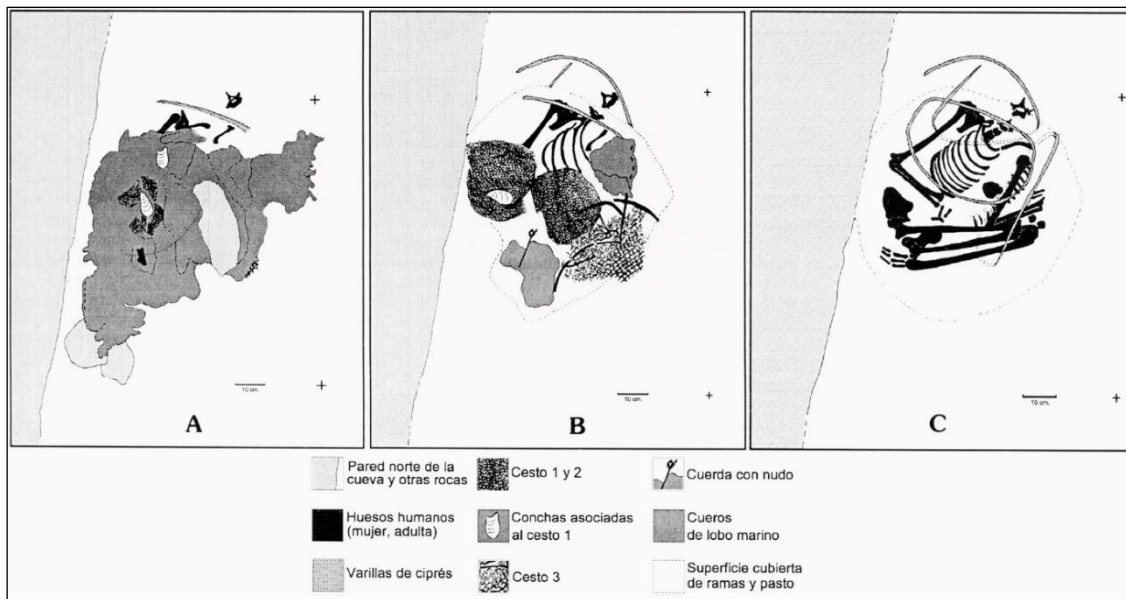 10 cm.
A
10 cm.
B
10 cm.
C
Pared norte de la
cueva y otras rocas
Cesto 1 y 2
Cuerda con nudo
Huesos humanos
(mujer, adulta)
Conchas asociadas
al cesto 1
Cueros
de lobo marino
Varillas de ciprés
Cesto 3
Superficie cubierta
de ramas y pasto